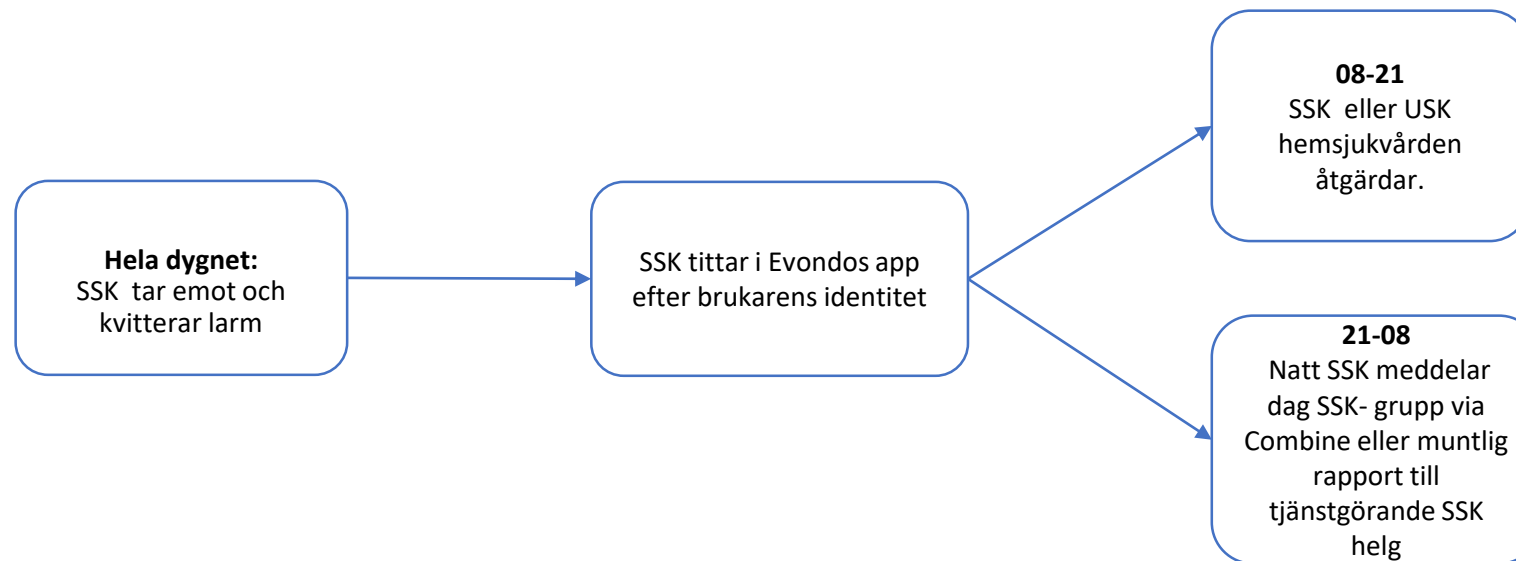 Hela dygnet:
SSK  tar emot och
kvitterar larm
SSK tittar i Evondos app
efter brukarens identitet
08-21
SSK  eller USK
hemsjukvården
åtgärdar.
21-08
Natt SSK meddelar
dag SSK- grupp via
Combine eller muntlig
rapport till
tjänstgörande SSK
helg